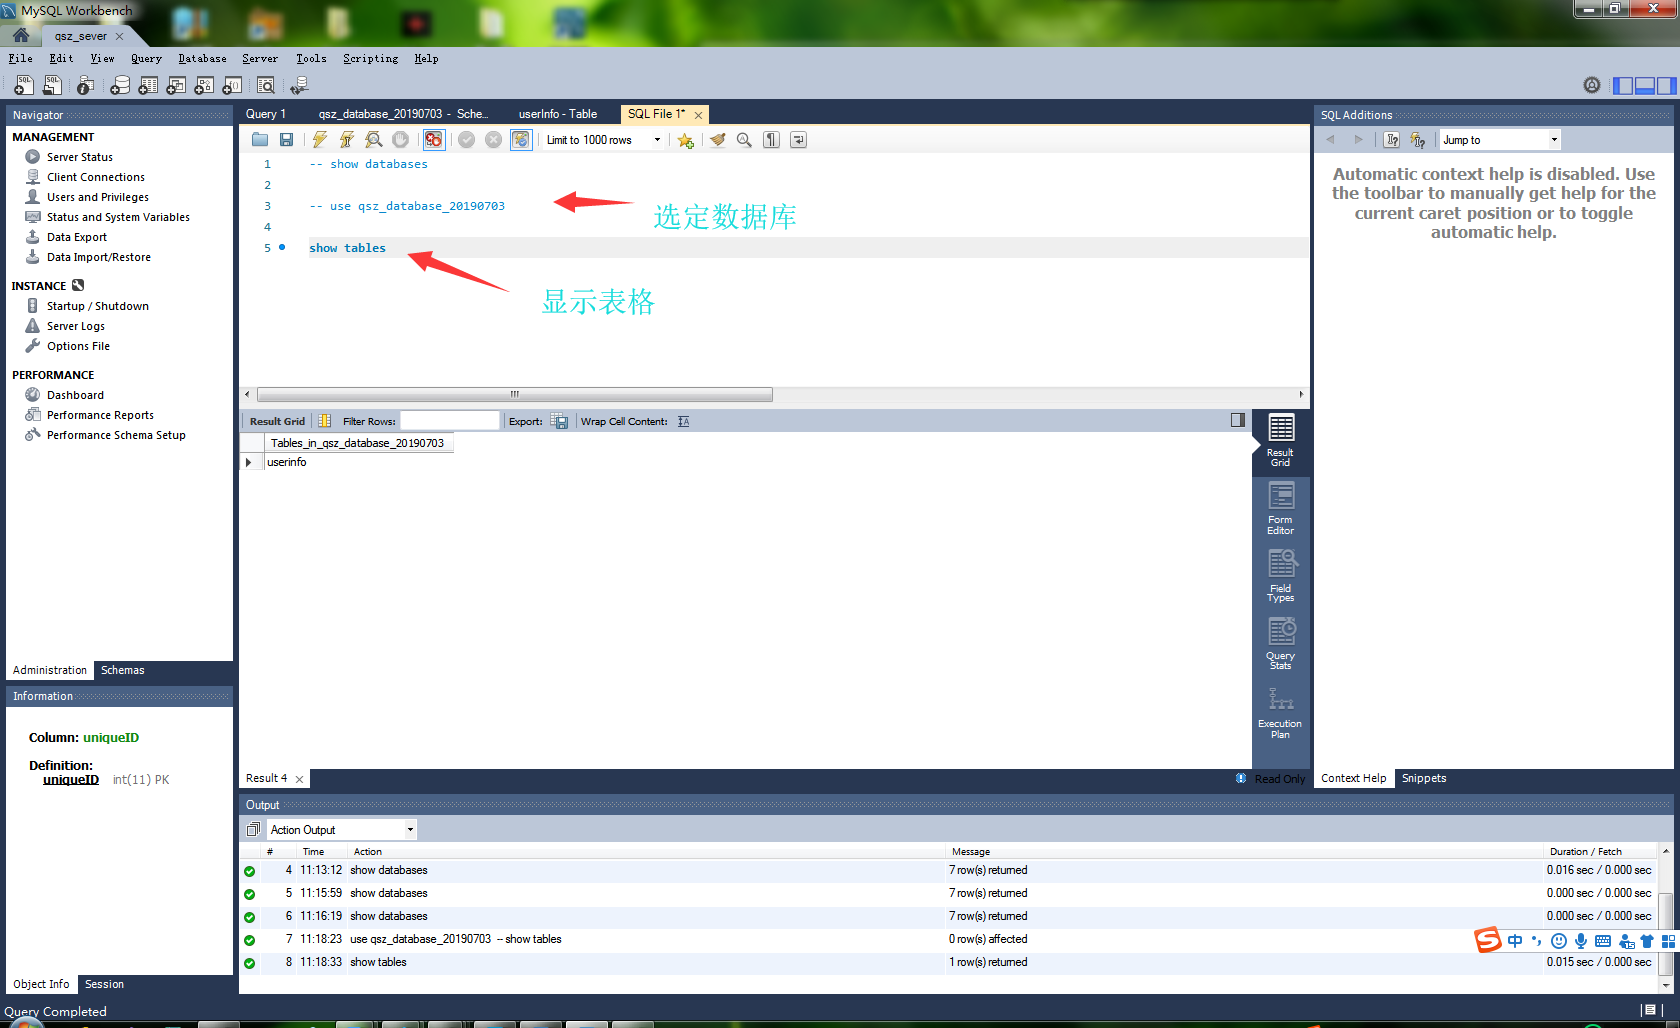 MySQL Workbench
qsz_sever
File Edit View Query Database Server Tools Scripting Help
Navigator
MANAGEMENT
Server Status
Client Connections
Users and Privileges
Status and System Variables
Data Export
Data Import/Restore
INSTANCE
Startup / Shutdown
Server Logs
Options File
PERFORMANCE
Dashboard
Performance Reports
Performance Schema Setup
Administration Schemas
Information
Column: uniqueID
Definition:
uniqueID int(11) PK
Object Info Session
Query 1 qsz_database_20190703 - Sche... userInfo - Table SQL File 1*
Limit to 1000 rows
1 -- show databases
2
3 -- use qsz_database_20190703
选定数据库
4
5 show tables
显示表格
Result Grid Filter Rows: Export: Wrap Cell Content:
Tables_in_qsz_database_20190703
userinfo
Result
Grid
Form
Editor
Field
Types
Query
Stats
Execution
Plan
Result 4 Read Only
SQL Additions
Jump to
Automatic context help is disabled. Use
the toolbar to manually get help for the
current caret position or to toggle
automatic help.
Context Help Snippets
Output
Action Output
# Time Action Message Duration / Fetch
4 11:13:12 show databases 7 row(s) returned 0.016 sec / 0.000 sec
5 11:15:59 show databases 7 row(s) returned 0.000 sec / 0.000 sec
6 11:16:19 show databases 7 row(s) returned 0.000 sec / 0.000 sec
7 11:18:23 use qsz_database_20190703 -- show tables 0 row(s) affected
中
8 11:18:33 show tables 1 row(s) returned 0.015 sec / 0.000 sec
Query Completed